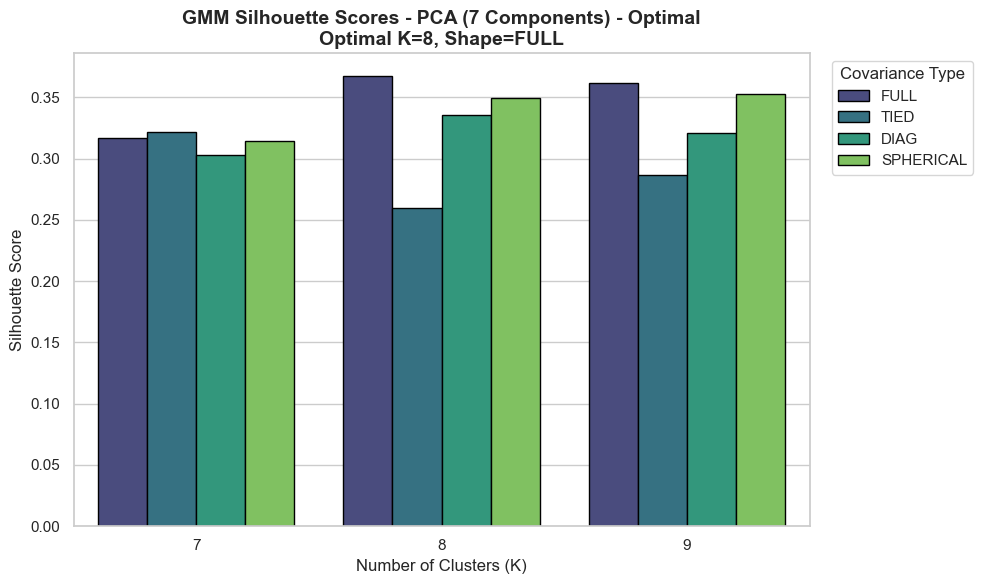 GMM Silhouette Scores - PCA (7 Components) - Optimal
Optimal K=8, Shape=FULL
Silhouette Score
0.35
0.30
0.25
0.20
0.15
0.10
0.05
0.00
7
8
9
Number of Clusters (K)
Covariance Type
FULL
TIED
DIAG
SPHERICAL